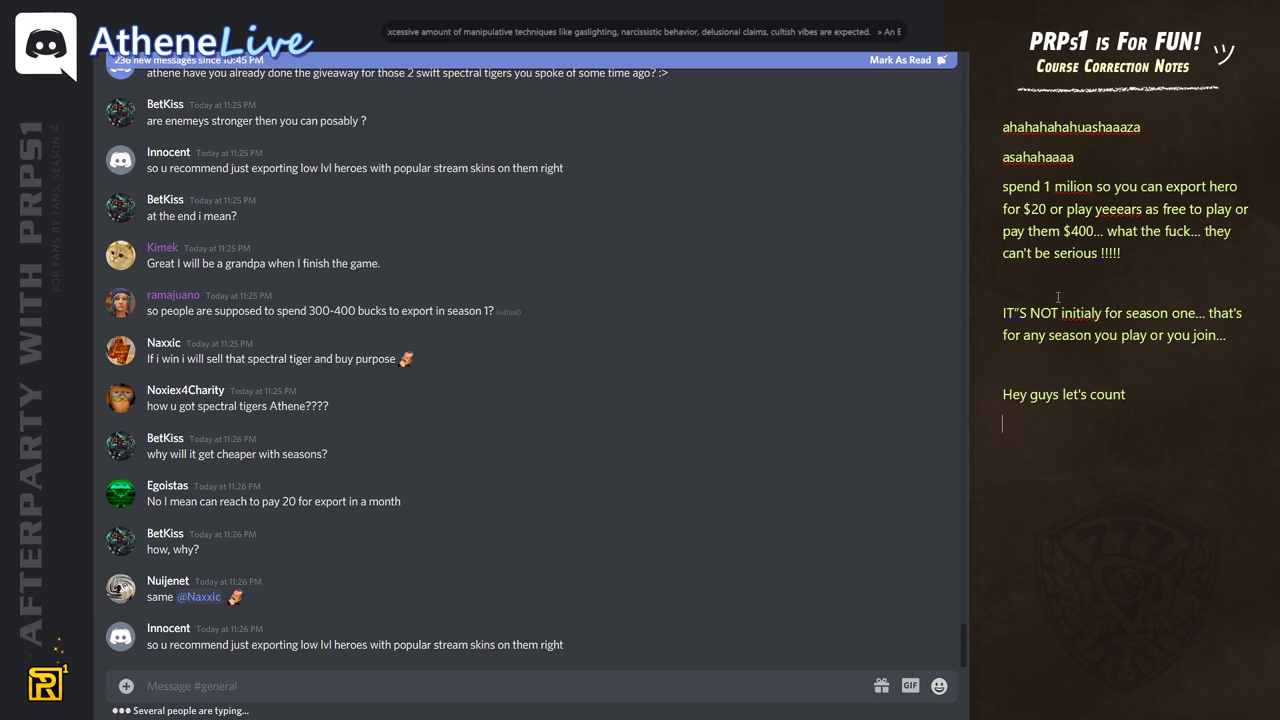 AtheneLive
xcessive amount of manipulative techniques like gaslighting, narcissistic behavior, delusional claims, cultish vibes are expected. » An E
236 new messages since 10:45 PM
Mark As Read
athene have you already done the giveaway for those 2 swift spectral tigers you spoke of some time ago? :>
BetKiss Today at 11:25 PM
are enemeys stronger then you can posably ?
Innocent Today at 11:25 PM
so u recommend just exporting low lvl heroes with popular stream skins on them right
BetKiss Today at 11:25 PM
at the end i mean?
Kimek Today at 11:25 PM
Great I will be a grandpa when I finish the game.
ramajuano Today at 11:25 PM
so people are supposed to spend 300-400 bucks to export in season 1? (edited)
Naxxic Today at 11:25 PM
If i win i will sell that spectral tiger and buy purpose
Noxiex4Charity Today at 11:25 PM
how u got spectral tigers Athene????
BetKiss Today at 11:26 PM
why will it get cheaper with seasons?
Egoistas Today at 11:26 PM
No I mean can reach to pay 20 for export in a month
BetKiss Today at 11:26 PM
how, why?
Nuijenet Today at 11:26 PM
same @Naxxic
Innocent Today at 11:26 PM
so u recommend just exporting low lvl heroes with popular stream skins on them right
Message #general
GIF
Several people are typing...
AFTERPARTY WITH PRPS1
FOR FANS BY FANS, SEASON 4
R1
PRPs1 is For FUN!
Course Correction Notes
ツ
ahahahahahuashaaaza
asahahaaaa
spend 1 milion so you can export hero
for $20 or play yeeears as free to play or
pay them $400... what the fuck... they
can't be serious !!!!!
IT"S NOT initialy for season one... that's
for any season you play or you join...
Hey guys let's count
777